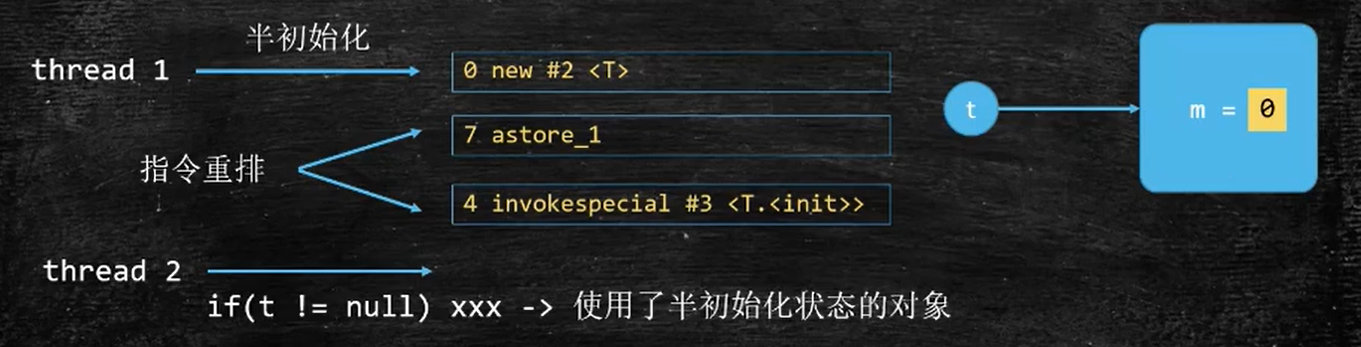 半初始化
thread 1
0 new #2 <T>
t
m = 0
7 astore_1
指令重排
4 invokespecial #3 <T.<init>>
thread 2
if(t != null) xxx -> 使用了半初始化状态的对象